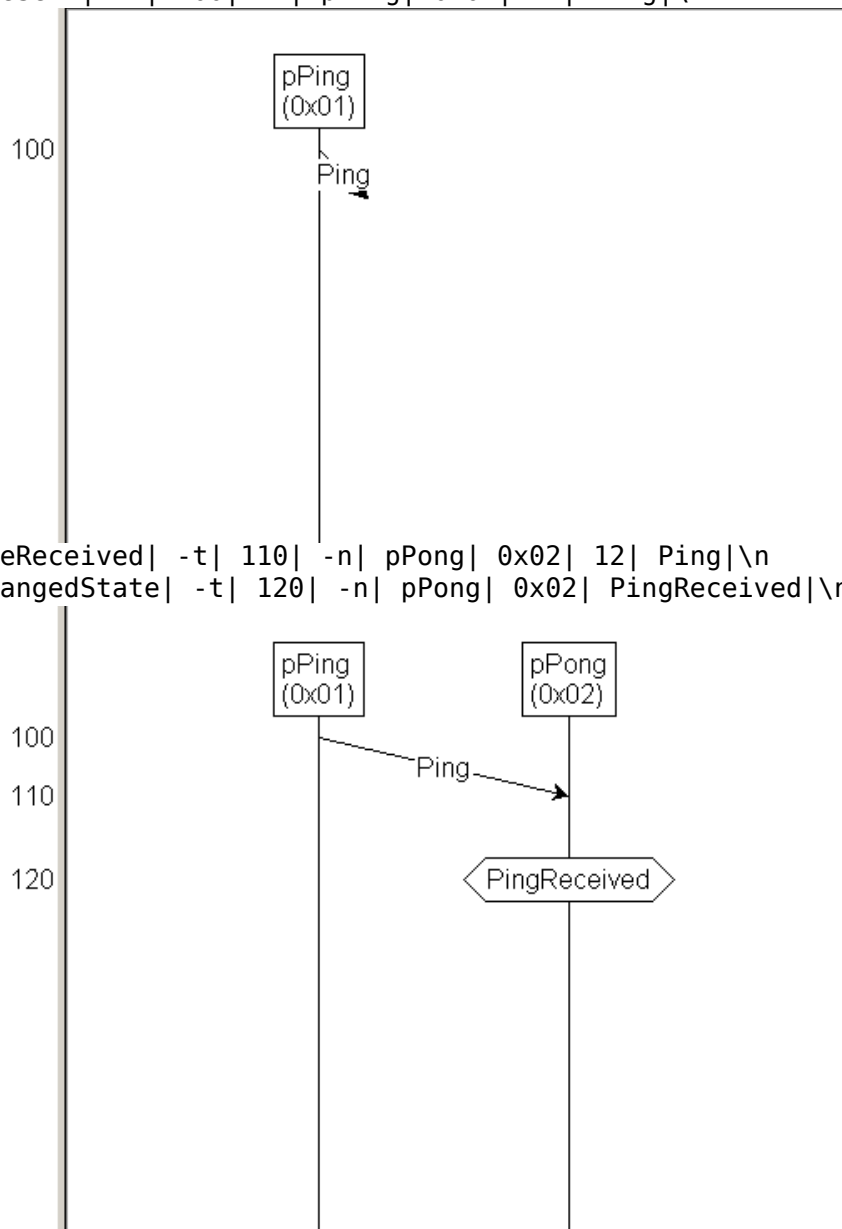 pPing
(0x01)
100
Ping
eReceived| -t| 110| -n| pPong| 0x02| 12| Ping|\n
angedState| -t| 120| -n| pPong| 0x02| PingReceived|\n
pPing
(0x01)
pPong
(0x02)
100
Ping
110
120
PingReceived